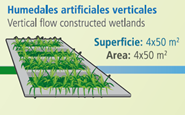 Humedales artificiales verticales
Vertical flow constructed wetlands
Superficie: 4x50 m²
Area: 4x50 m²